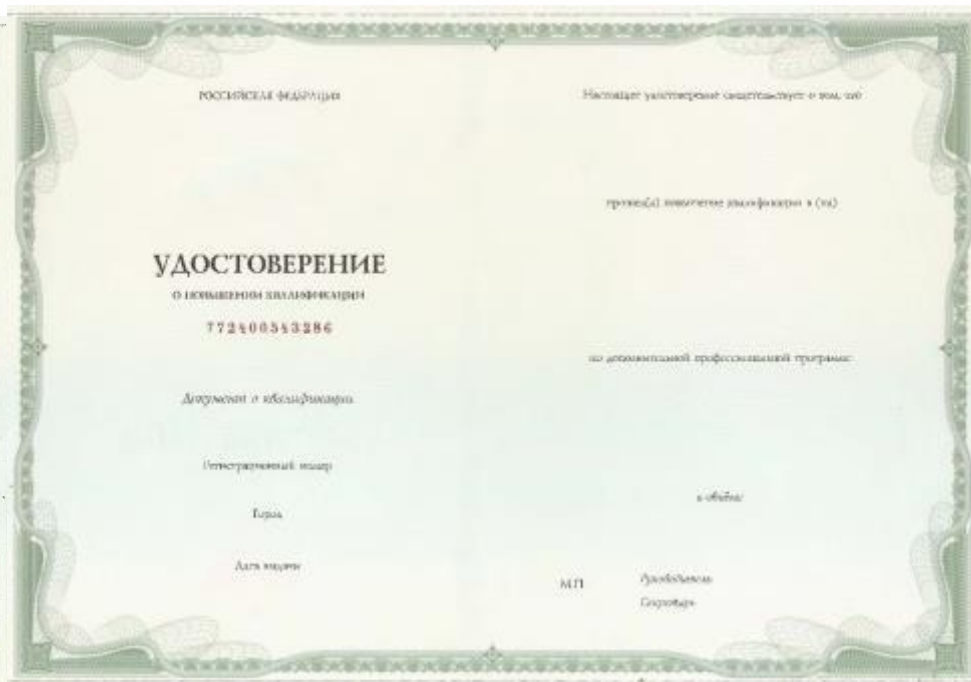 РОССИЙСКАЯ ФЕДЕРАЦИЯ
УДОСТОВЕРЕНИЕ
О ПОВЫШЕНИИ КВАЛИФИКАЦИИ
772400543286
Документ о квалификации
Регистрационный номер
Город
Дата выдачи
Настоящее удостоверение свидетельствует о том, что
прошел(а) повышение квалификации в (на)
по дополнительной профессиональной программе
в объёме
М.П.
Руководитель
Секретарь